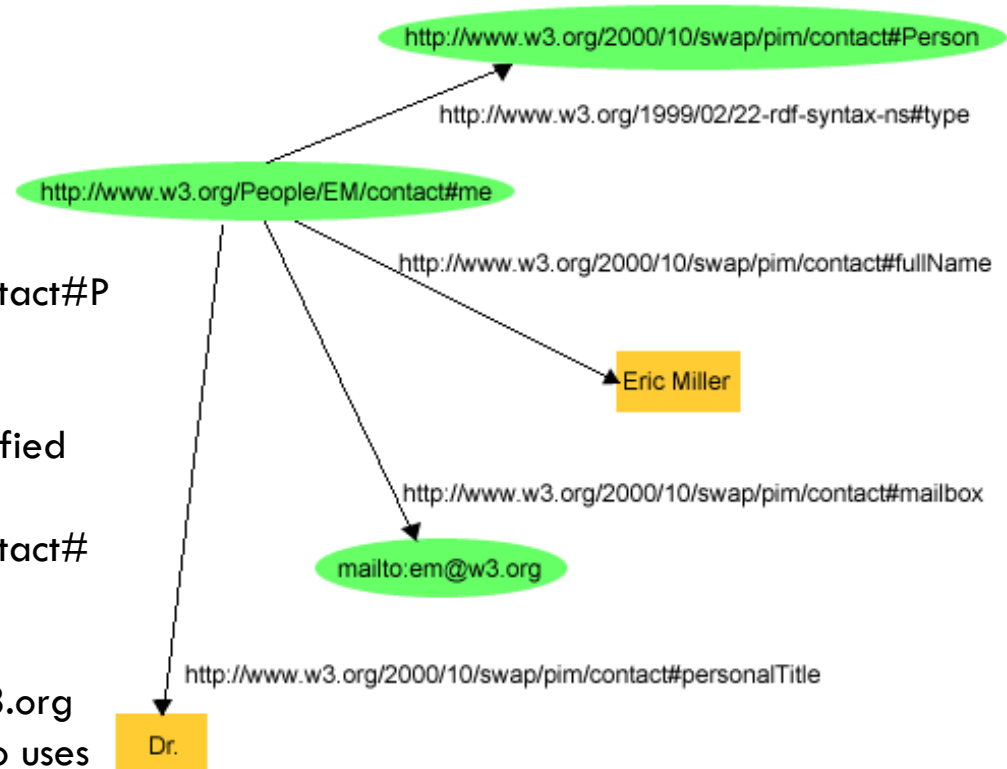 http://www.w3.org/2000/10/swap/pim/contact#Person
http://www.w3.org/1999/02/22-rdf-syntax-ns#type
http://www.w3.org/People/EM/contact#me
http://www.w3.org/2000/10/swap/pim/contact#fullName
tact#P
Eric Miller
fied
http://www.w3.org/2000/10/swap/pim/contact#mailbox
tact#
mailto:em@w3.org
http://www.w3.org/2000/10/swap/pim/contact#personalTitle
.org
uses
Dr.